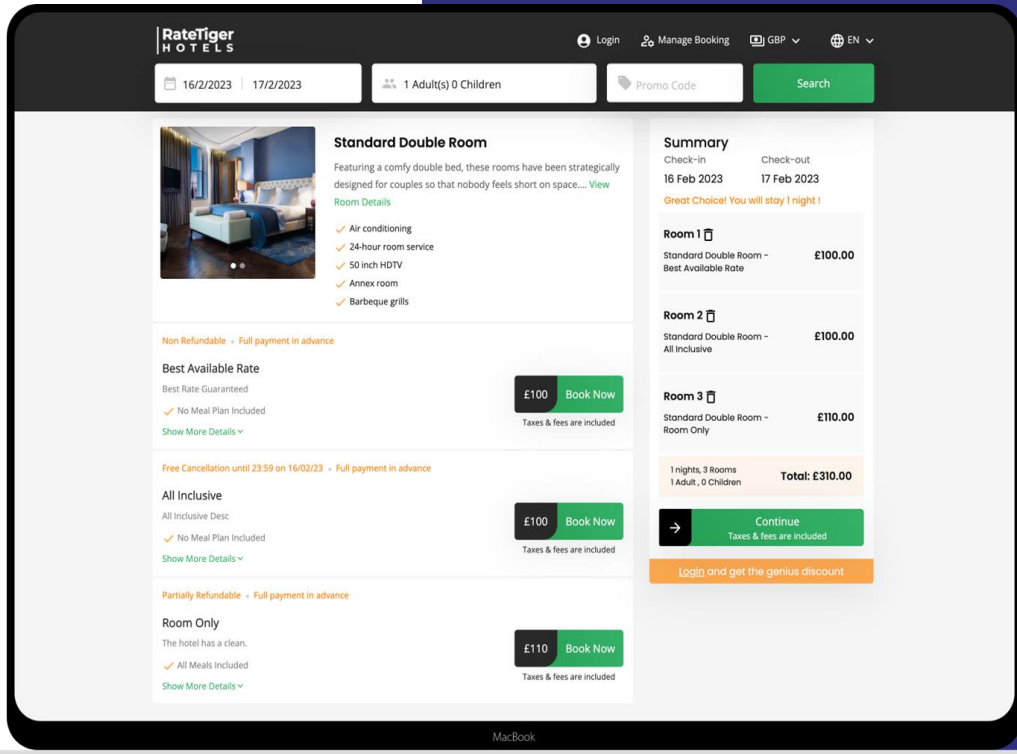 RateTiger
HOTELS
Login
Manage Booking
GBP
EN
16/2/2023 17/2/2023
1 Adult(s) 0 Children
Promo Code
Search
Standard Double Room
Featuring a comfy double bed, these rooms have been strategically
designed for couples so that nobody feels short on space.... View
Room Details
Air conditioning
24-hour room service
50 inch HDTV
Annex room
Barbeque grills
Non Refundable • Full payment in advance
Best Available Rate
Best Rate Guaranteed
No Meal Plan Included
Show More Details
£100 Book Now
Taxes & fees are included
Free Cancellation until 23:59 on 16/02/23 • Full payment in advance
All Inclusive
All Inclusive Desc
No Meal Plan Included
Show More Details
£100 Book Now
Taxes & fees are included
Partially Refundable • Full payment in advance
Room Only
The hotel has a clean.
All Meals Included
Show More Details
£110 Book Now
Taxes & fees are included
Summary
Check-in Check-out
16 Feb 2023 17 Feb 2023
Great Choice! You will stay 1 night !
Room 1
Standard Double Room - £100.00
Best Available Rate
Room 2
Standard Double Room - £100.00
All Inclusive
Room 3
Standard Double Room - £110.00
Room Only
1 nights, 3 Rooms
1 Adult , 0 Children
Total: £310.00
Continue
Taxes & fees are included
Login and get the genius discount
MacBook